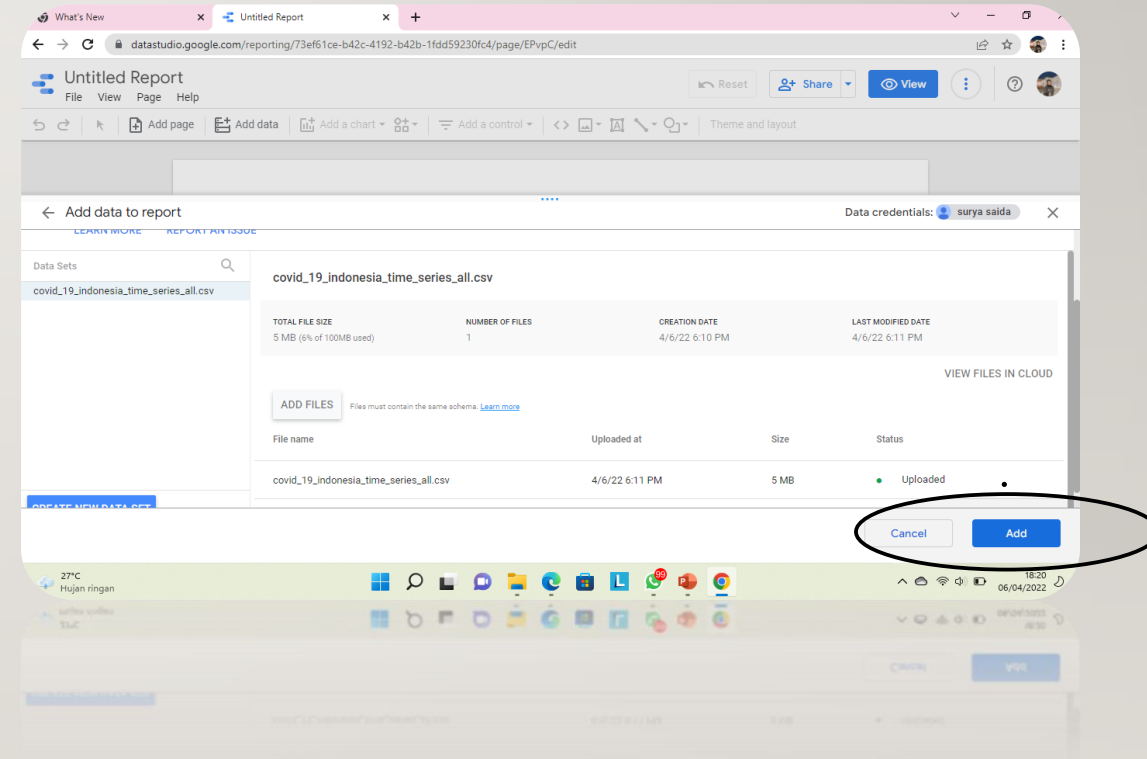 What's New
Untitled Report
datastudio.google.com/reporting/73ef61ce-b42c-4192-b42b-1fdd59230fc4/page/EPvpC/edit
Untitled Report
File View Page Help
Reset
Share
View
Add page
Add data
Add a chart
Add a control
Theme and layout
Add data to report
Data credentials: surya saida
LEARN MORE REPORT AN ISSUE
Data Sets
covid_19_indonesia_time_series_all.csv
covid_19_indonesia_time_series_all.csv
TOTAL FILE SIZE NUMBER OF FILES CREATION DATE LAST MODIFIED DATE
5 MB (6% of 100MB used) 1 4/6/22 6:10 PM 4/6/22 6:11 PM
VIEW FILES IN CLOUD
ADD FILES Files must contain the same schema. Learn more
File name Uploaded at Size Status
covid_19_indonesia_time_series_all.csv 4/6/22 6:11 PM 5 MB Uploaded
CREATE NEW DATA SET
Cancel Add
27°C
Hujan ringan
L
99
P
18:20
06/04/2022